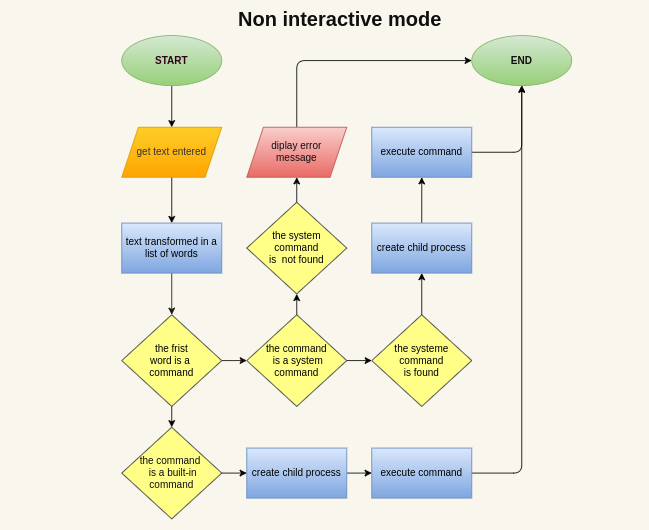 Non interactive mode
START
END
get text entered
diplay error
message
execute command
text transformed in a
list of words
the system
command
is  not found
create child process
the frist
word is a
command
the command
is a system
command
the systeme
command
is found
the command
is a built-in
command
create child process
execute command